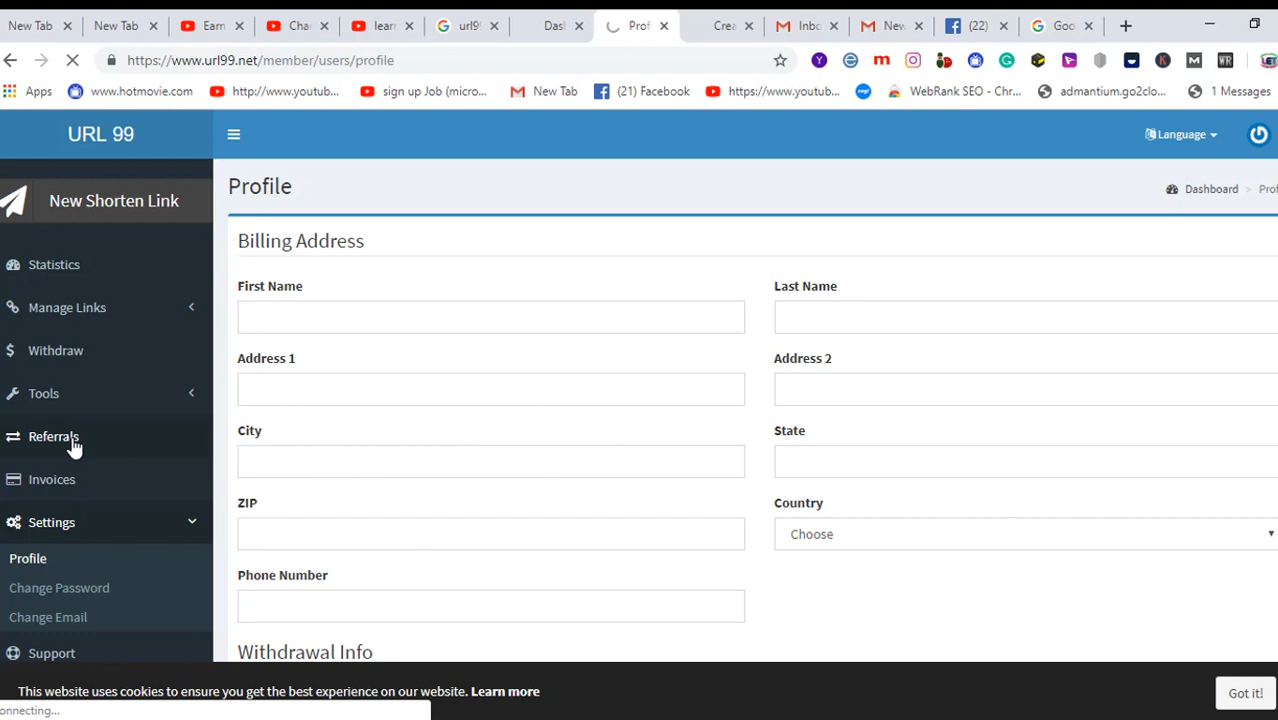 New Tab New Tab Earn Cha learn url9 Das Prof Crea Inbo New (22) Goo
https://www.url99.net/member/users/profile
Apps www.hotmovie.com http://www.youtub... sign up Job (micro... New Tab (21) Facebook https://www.youtub... WebRank SEO - Chr... admantium.go2clo... 1 Messages
URL 99 Language
New Shorten Link
Profile
Dashboard > Prof
Billing Address
Statistics
First Name Last Name
Manage Links
Withdraw
Address 1 Address 2
Tools
City State
Referrals
Invoices
ZIP Country
Settings
Choose
Profile
Phone Number
Change Password
Change Email
Support
Withdrawal Info
This website uses cookies to ensure you get the best experience on our website. Learn more
Got it!
onnecting...